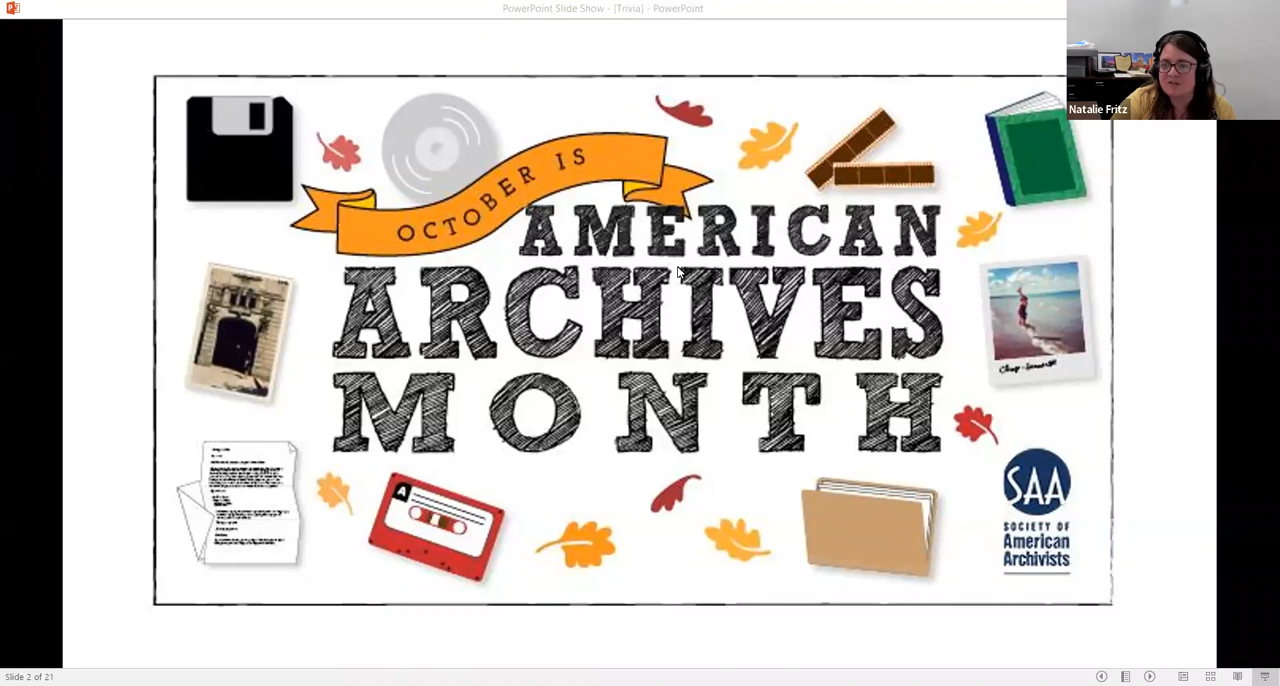 PowerPoint Slide Show - [Trivia] - PowerPoint
Natalie Fritz
OCTOBER IS
AMERICAN
ARCHIVES
MONTH
A
SAA
SOCIETY OF
American
Archivists
Slide 2 of 21